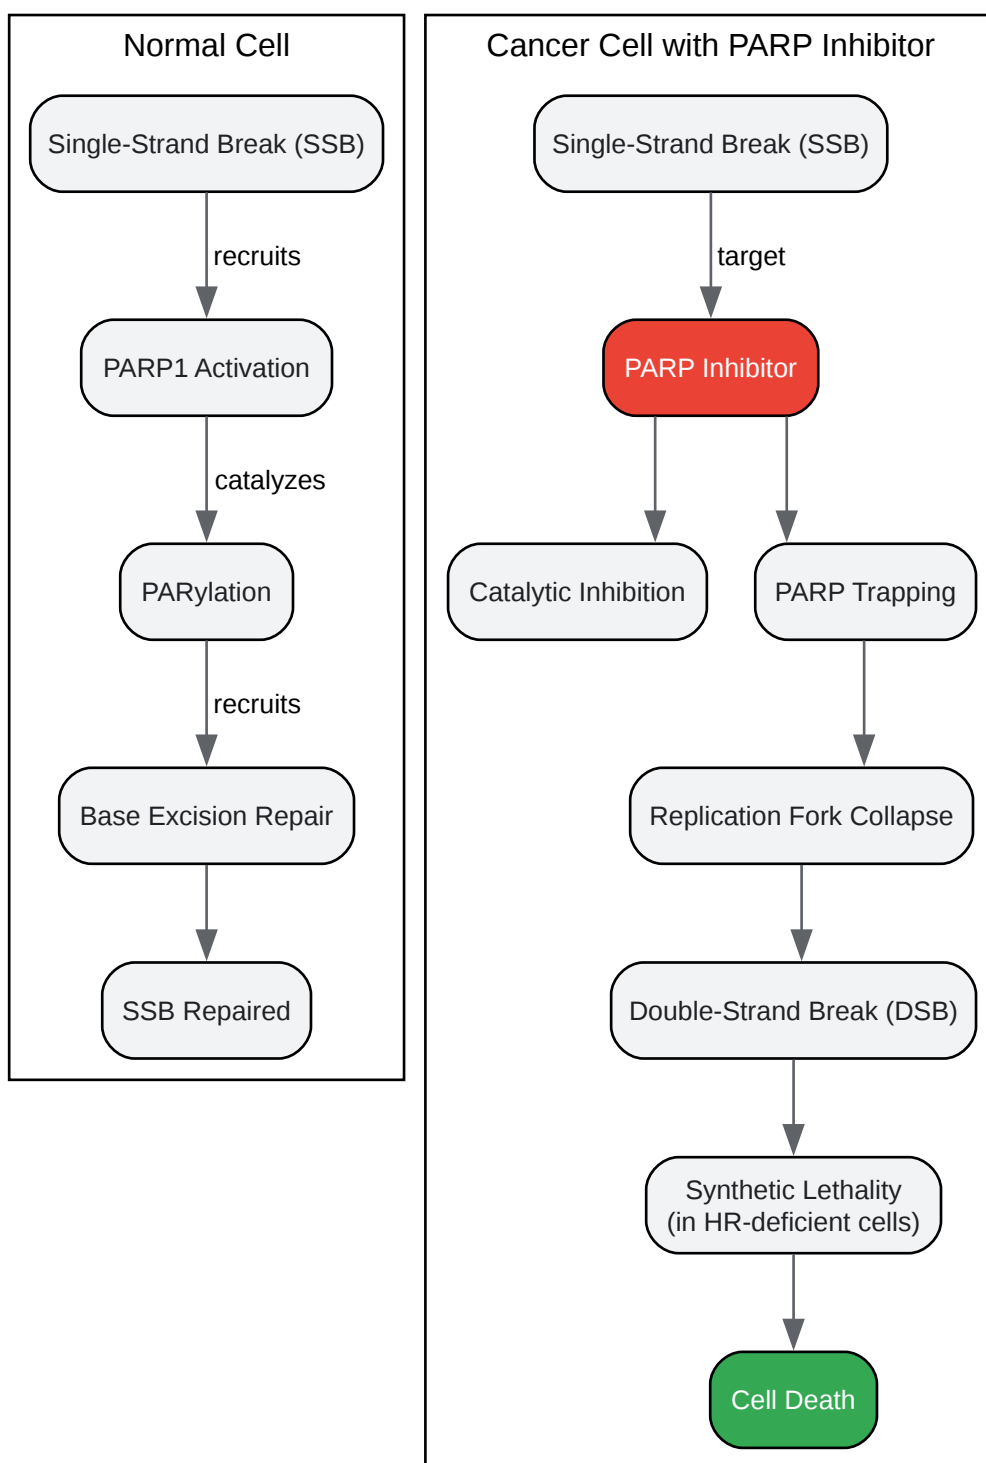 Normal Cell
Single-Strand Break (SSB)
recruits
PARP1 Activation
catalyzes
PARylation
recruits
Base Excision Repair
SSB Repaired
Cancer Cell with PARP Inhibitor
Single-Strand Break (SSB)
target
PARP Inhibitor
Catalytic Inhibition
PARP Trapping
Replication Fork Collapse
Double-Strand Break (DSB)
Synthetic Lethality
(in HR-deficient cells)
Cell Death